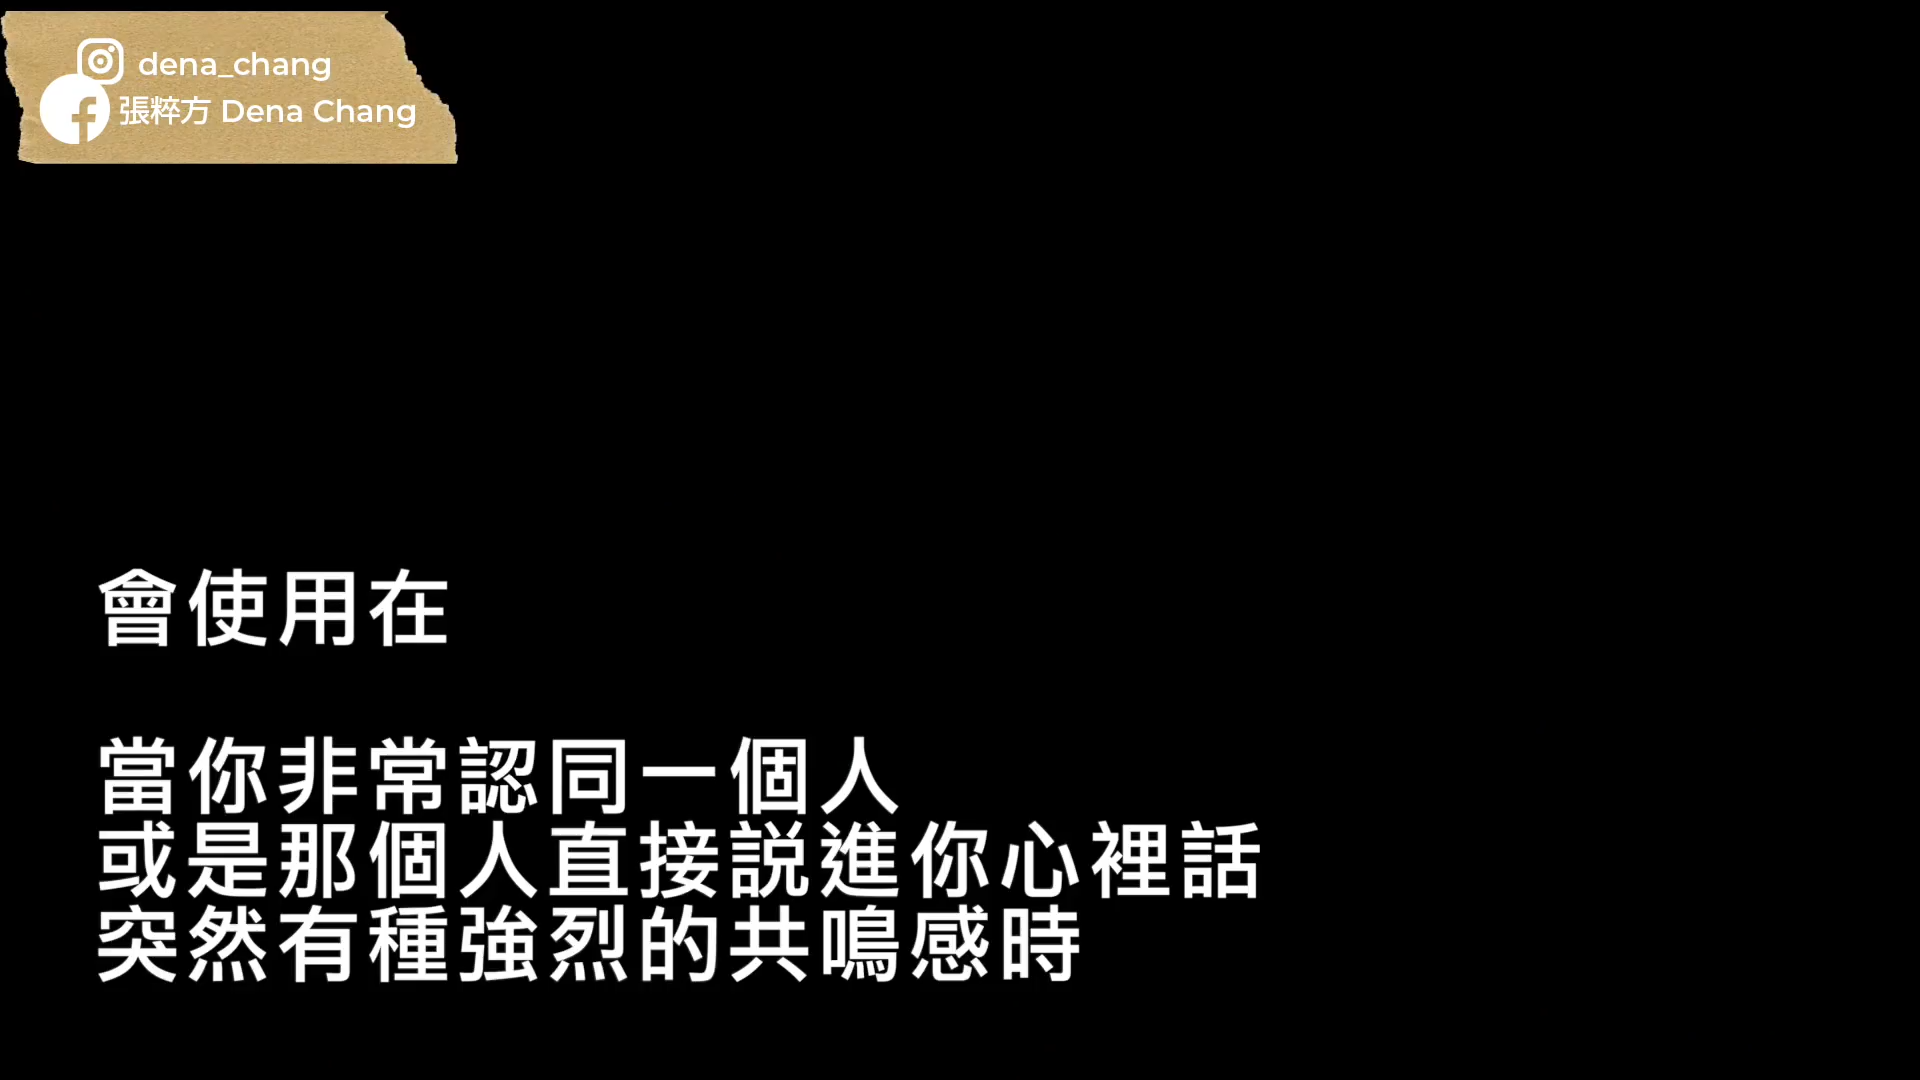 dena_chang
張粹方 Dena Chang
會使用在
當你非常認同一個人
或是那個人直接說進你心裡話
突然有種強烈的共鳴感時